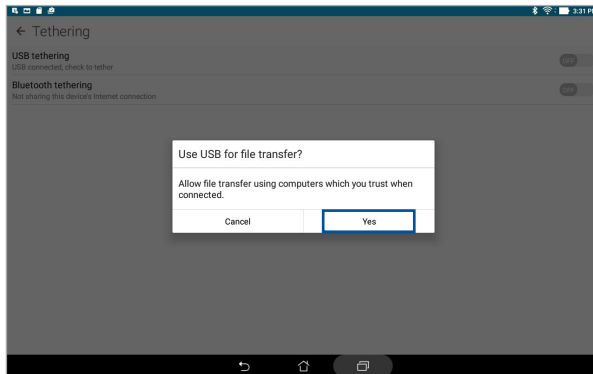 3:31 PM
Tethering
USB tethering
USB connected, check to tether
OFF
Bluetooth tethering
Not sharing this device's Internet connection
OFF
Use USB for file transfer?
Allow file transfer using computers which you trust when
connected.
Cancel
Yes